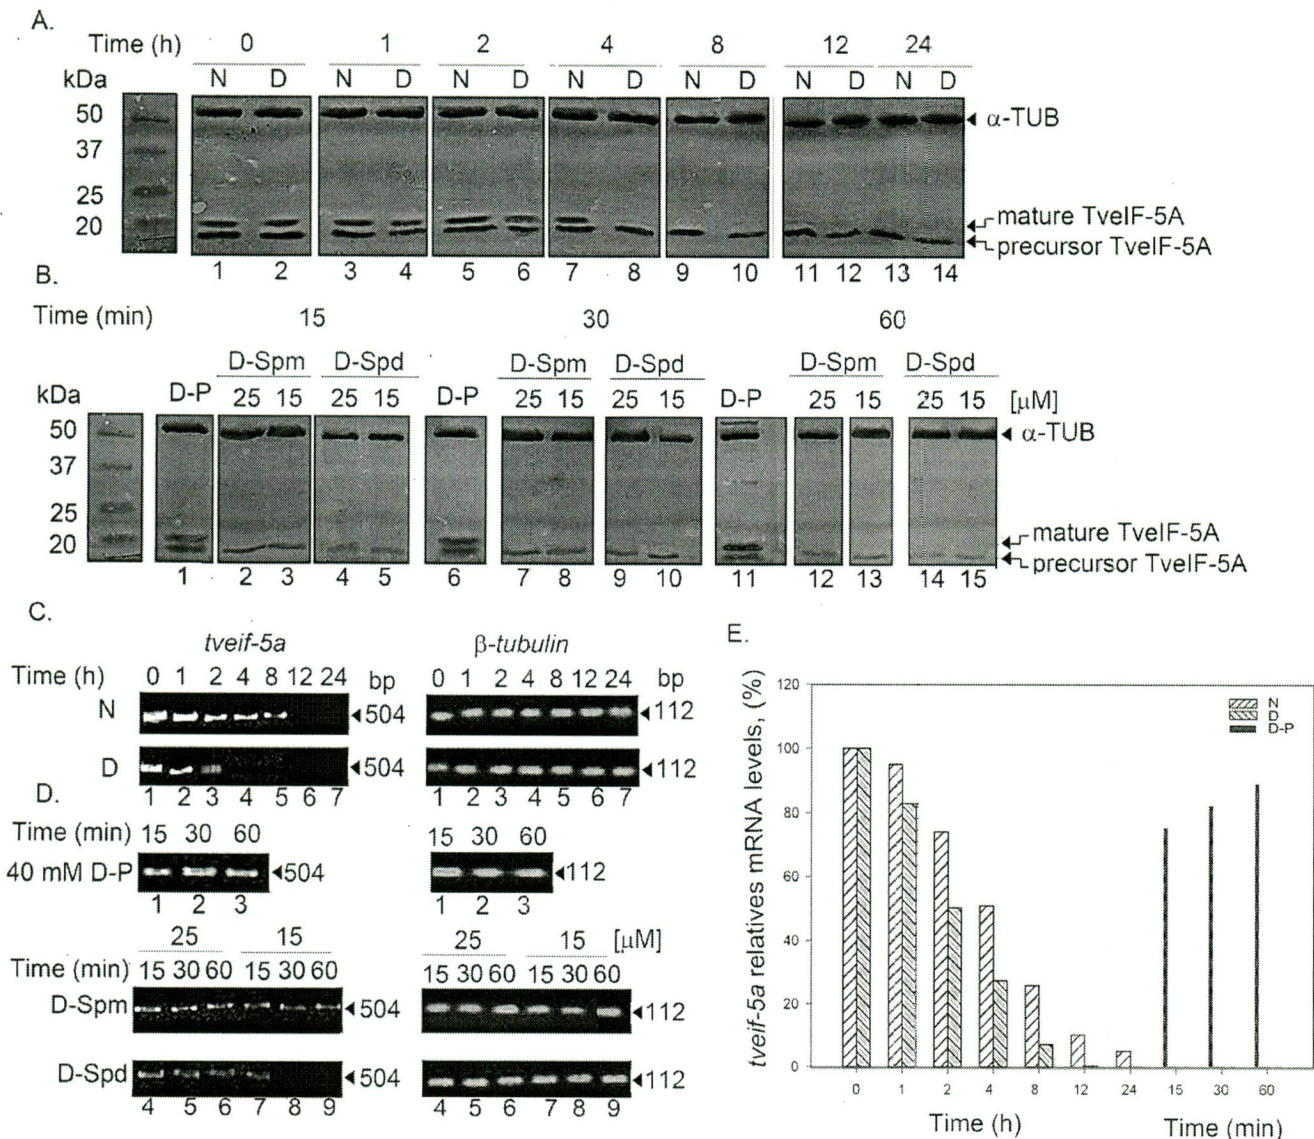 A.
Time (h) 0 1 2 4 8 12 24
kDa N D N D N D N D N D N D N D
50
37
25
20
α-TUB
mature TveIF-5A
precursor TveIF-5A
1 2 3 4 5 6 7 8 9 10 11 12 13 14
B.
Time (min) 15 30 60
D-Spm D-Spd D-Spm D-Spd D-Spm D-Spd
kDa D-P 25 15 25 15 D-P 25 15 25 15 D-P 25 15 25 15 [µM]
50
37
25
20
α-TUB
mature TveIF-5A
precursor TveIF-5A
1 2 3 4 5 6 7 8 9 10 11 12 13 14 15
C.
tveif-5a β-tubulin
Time (h) 0 1 2 4 8 12 24 bp 0 1 2 4 8 12 24 bp
N 504 112
D 504 112
1 2 3 4 5 6 7 1 2 3 4 5 6 7
D.
Time (min) 15 30 60 15 30 60
40 mM D-P 504 112
1 2 3 1 2 3
25 15 25 15 [µM]
Time (min) 15 30 60 15 30 60 15 30 60 15 30 60
D-Spm 504 112
D-Spd 504 112
4 5 6 7 8 9 4 5 6 7 8 9
E.
tveif-5a relatives mRNA levels, (%)
120
100
80
60
40
20
0
N
D
D-P
0 1 2 4 8 12 24 15 30 60
Time (h) Time (min)